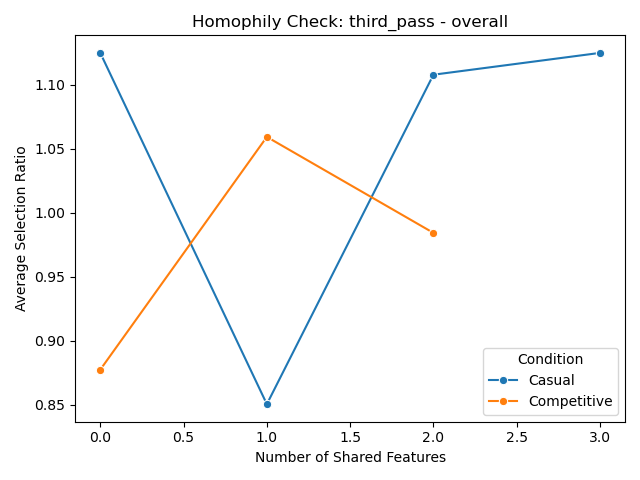 Homophily Check: third_pass - overall
Average Selection Ratio
1.10
1.05
1.00
0.95
0.90
0.85
Condition
Casual
Competitive
0.0 0.5 1.0 1.5 2.0 2.5 3.0
Number of Shared Features